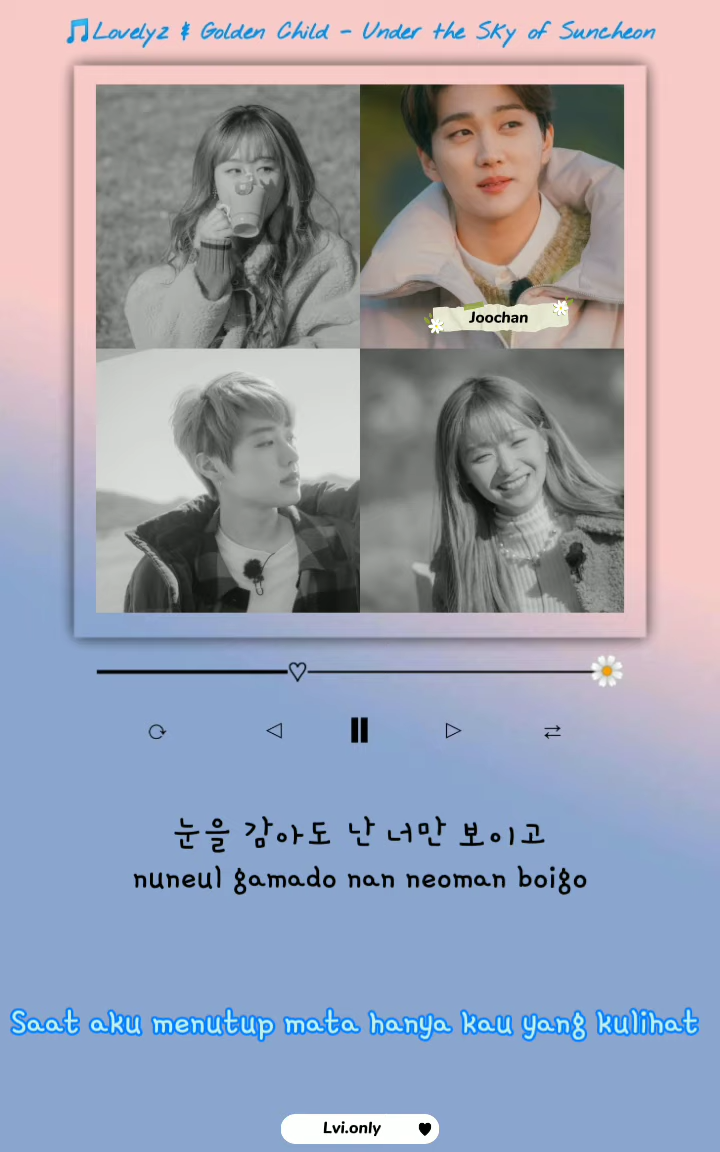 Lovelyz & Golden Child - Under the Sky of Suncheon
Joochan
눈을 감아도 난 너만 보이고
nuneul gamado nan neoman boigo
Saat aku menutup mata hanya kau yang kulihat
Lvi.only